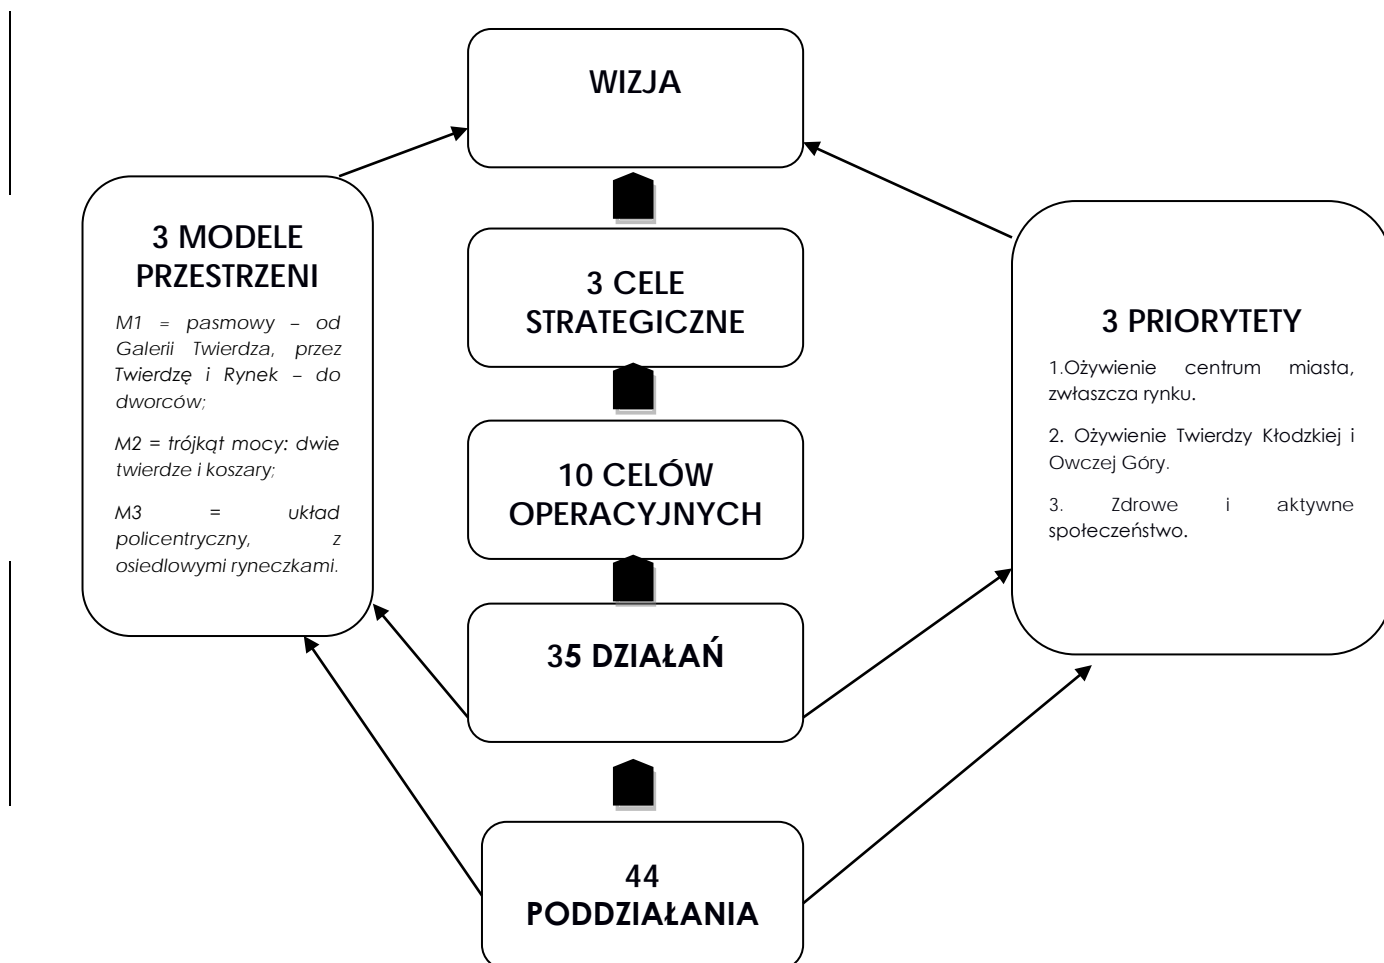 WIZJA
3 MODELE
PRZESTRZENI
M1 = pasmowy – od
Galerii Twierdza, przez
Twierdzę i Rynek – do
dworców;
M2 = trójkąt mocy: dwie
twierdze i koszary;
M3 = układ
policentryczny, z
osiedlowymi ryneczkami.
3 CELE
STRATEGICZNE
10 CELÓW
OPERACYJNYCH
35 DZIAŁAŃ
44
PODDZIAŁANIA
3 PRIORYTETY
1.Ożywienie centrum miasta,
zwłaszcza rynku.
2. Ożywienie Twierdzy Kłodzkiej i
Owczej Góry.
3. Zdrowe i aktywne
społeczeństwo.